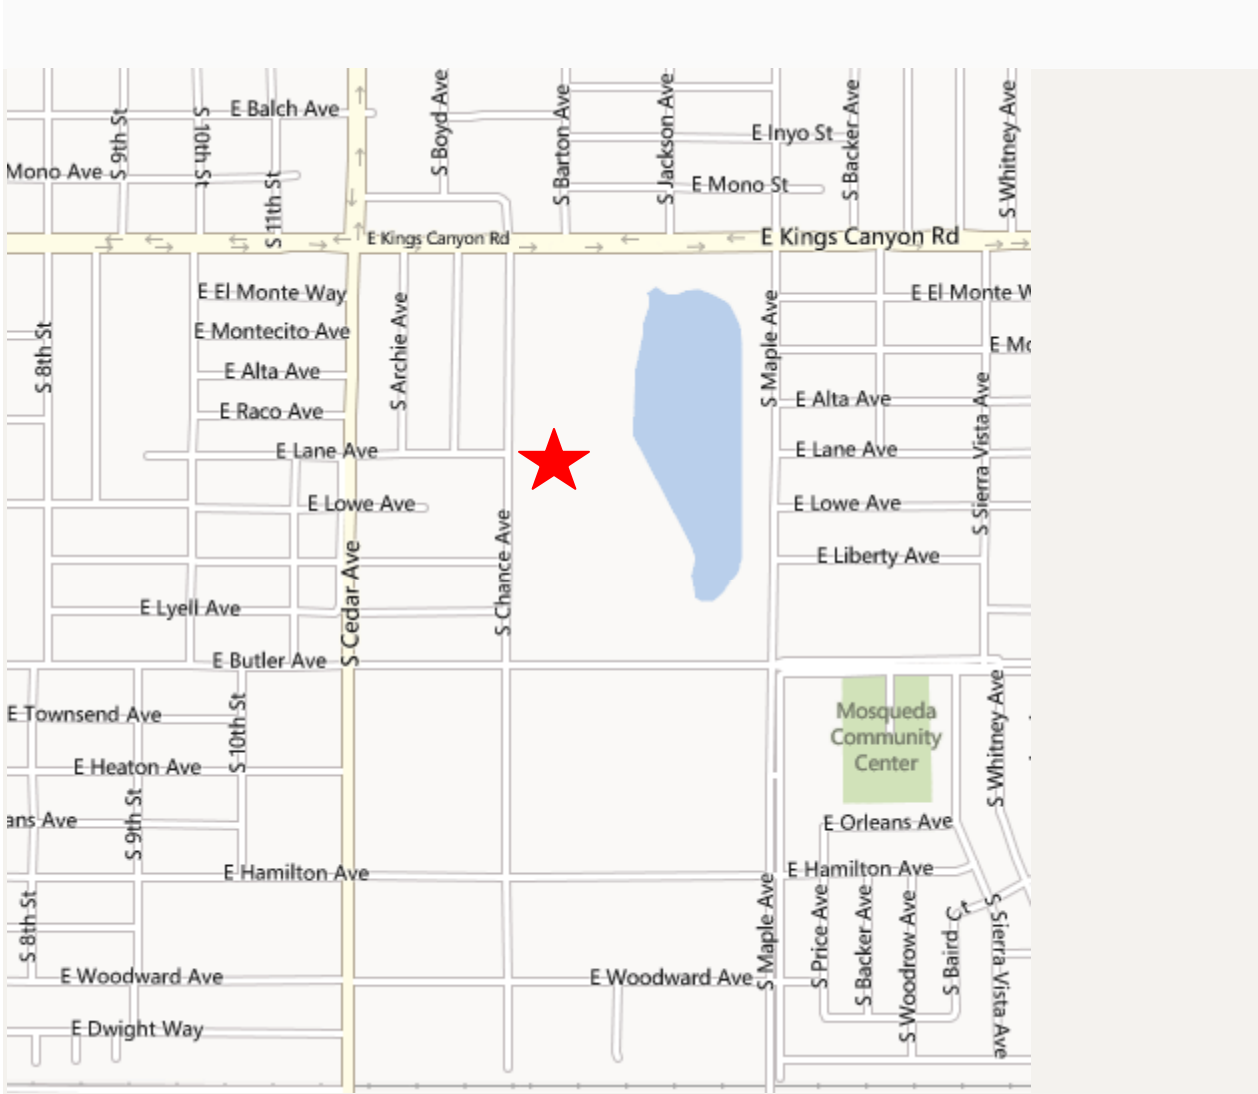 E Balch Ave
S 9th St
S 10th St
S Boyd Ave
S Barton Ave
S Jackson Ave
E Inyo St
S Backer Ave
S Whitney Ave
Mono Ave
E Mono St
S 11th St
E Kings Canyon Rd
E Kings Canyon Rd
E El Monte Way
E El Monte W
E Montecito Ave
S 8th St
S Archie Ave
S Maple Ave
E Mo
E Alta Ave
E Alta Ave
E Raco Ave
S Sierra Vista Ave
E Lane Ave
E Lane Ave
E Lowe Ave
E Lowe Ave
S Chance Ave
S Cedar Ave
E Liberty Ave
E Lyell Ave
E Butler Ave
E Townsend Ave
S 10th St
Mosqueda
Community
Center
S Whitney Ave
E Heaton Ave
S 9th St
ans Ave
E Orleans Ave
E Hamilton Ave
E Hamilton Ave
S 8th St
S Maple Ave
S Price Ave
S Backer Ave
S Woodrow Ave
S Baird Ct
S Sierra Vista Ave
E Woodward Ave
E Woodward Ave
E Dwight Way